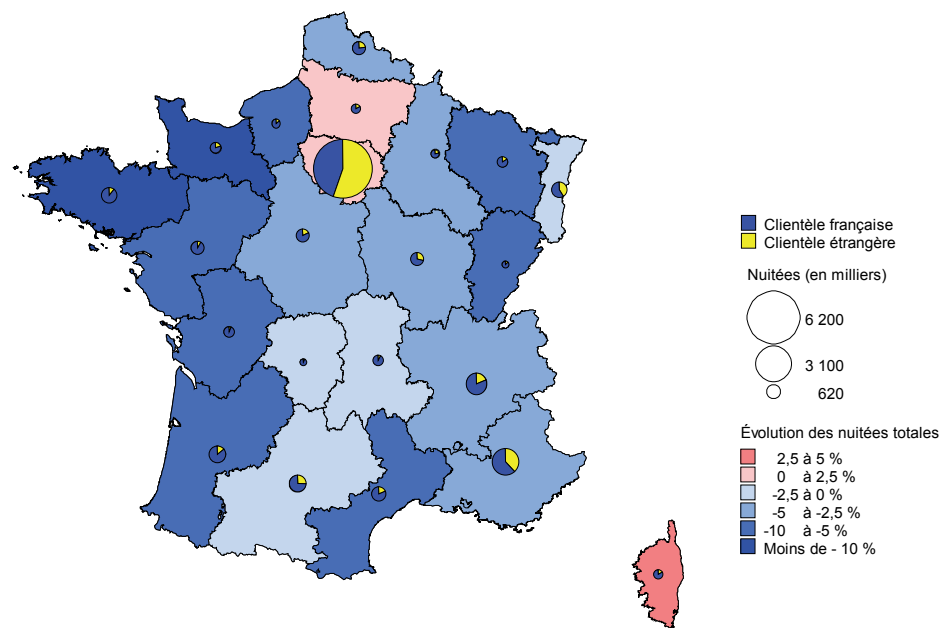 Clientèle française
Clientèle étrangère
Nuitées (en milliers)
6 200
3 100
620
Évolution des nuitées totales
2,5 à 5 %
0 à 2,5 %
-2,5 à 0 %
-5 à -2,5 %
-10 à -5 %
Moins de - 10 %